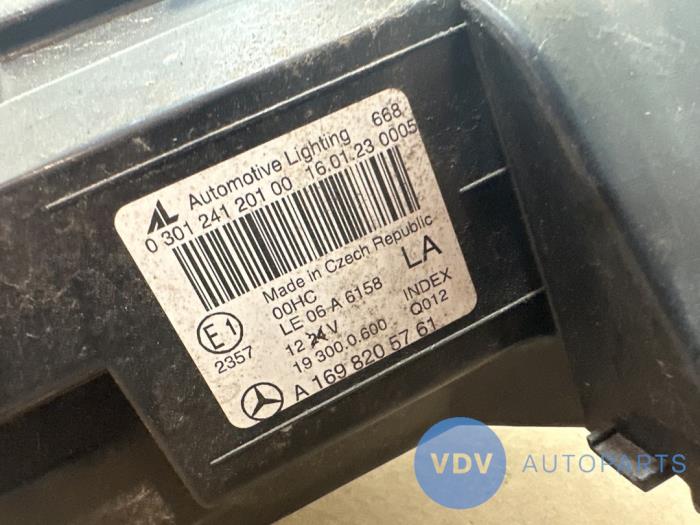 AL Automotive Lighting 668
0 301 241 201 00 16.01.23 0005
Made in Czech Republic
00HC LA
LE 06-A 6158
E1 12 24 V INDEX
2357 19 300 0.600 Q012
A 169 820 57 61
VDV AUTOPARTS